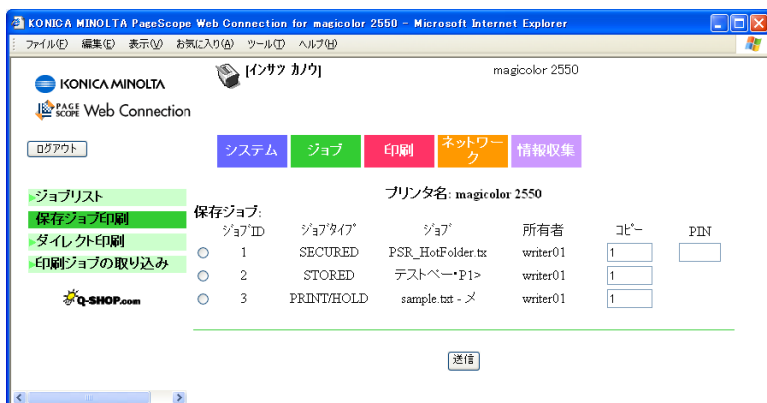 KONICA MINOLTA PageScope Web Connection for magicolor 2550 - Microsoft Internet Explorer
ファイル(F) 編集(E) 表示(V) お気に入り(A) ツール(T) ヘルプ(H)
KONICA MINOLTA
[インサツ カノウ]
magicolor 2550
PAGE SCOPE Web Connection
ログアウト
システム ジョブ 印刷 ネットワーク 情報収集
ジョブリスト
保存ジョブ印刷
ダイレクト印刷
印刷ジョブの取り込み
Q-SHOP.com
プリンタ名: magicolor 2550
保存ジョブ:
ジョブID ジョブタイプ ジョブ 所有者 コピー PIN
1 SECURED PSR_HotFolder.tx writer01 1
2 STORED テストペー・P1> writer01 1
3 PRINT/HOLD sample.txt - メ writer01 1
送信